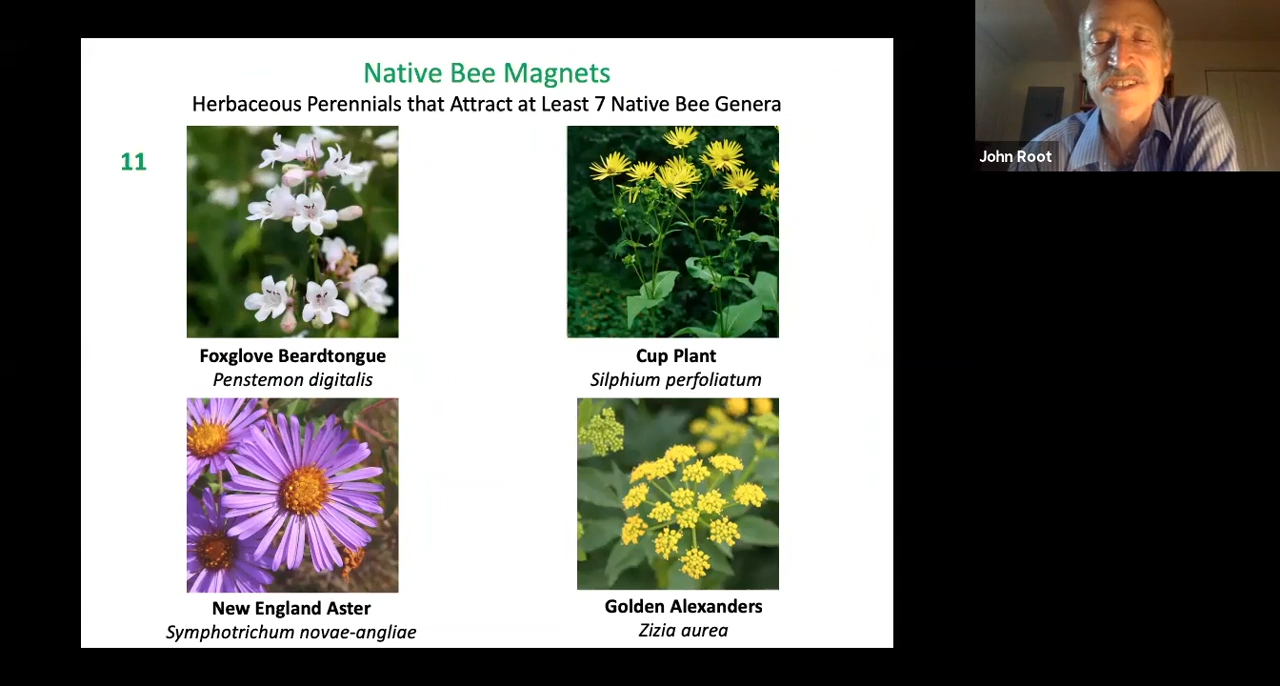 Native Bee Magnets
Herbaceous Perennials that Attract at Least 7 Native Bee Genera
11
John Root
Foxglove Beardtongue
Penstemon digitalis
Cup Plant
Silphium perfoliatum
New England Aster
Symphotrichum novae-angliae
Golden Alexanders
Zizia aurea